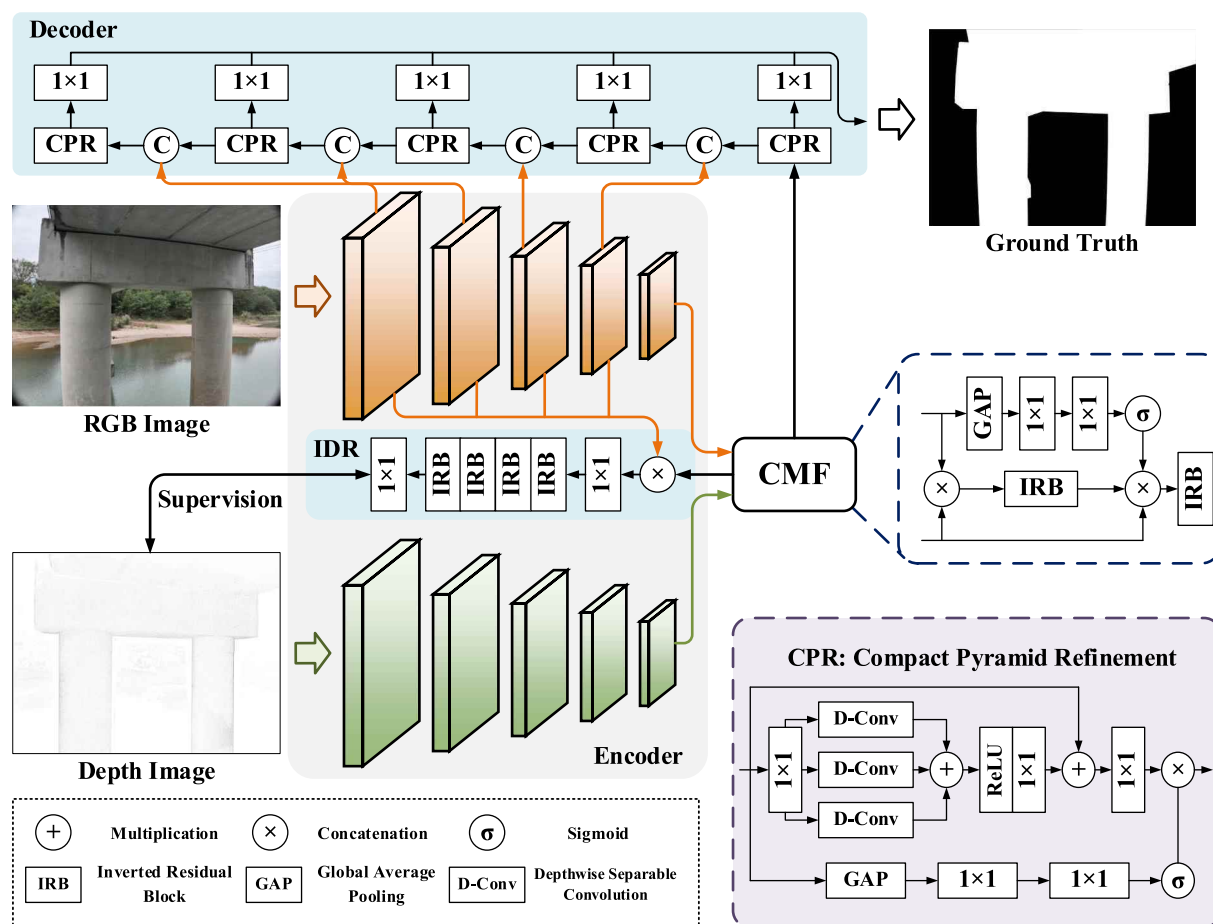 Decoder
1×1 1×1 1×1 1×1 1×1
CPR C CPR C CPR C CPR C CPR
Ground Truth
RGB Image
GAP 1×1 1×1 σ
× IRB × IRB
IDR
1×1 IRB IRB IRB IRB 1×1 ×
CMF
Supervision
Encoder
Depth Image
CPR: Compact Pyramid Refinement
D-Conv
1×1 D-Conv + ReLU 1×1 + 1×1 ×
D-Conv
GAP 1×1 1×1 σ
+ Multiplication × Concatenation σ Sigmoid
IRB Inverted Residual Block GAP Global Average Pooling D-Conv Depthwise Separable Convolution